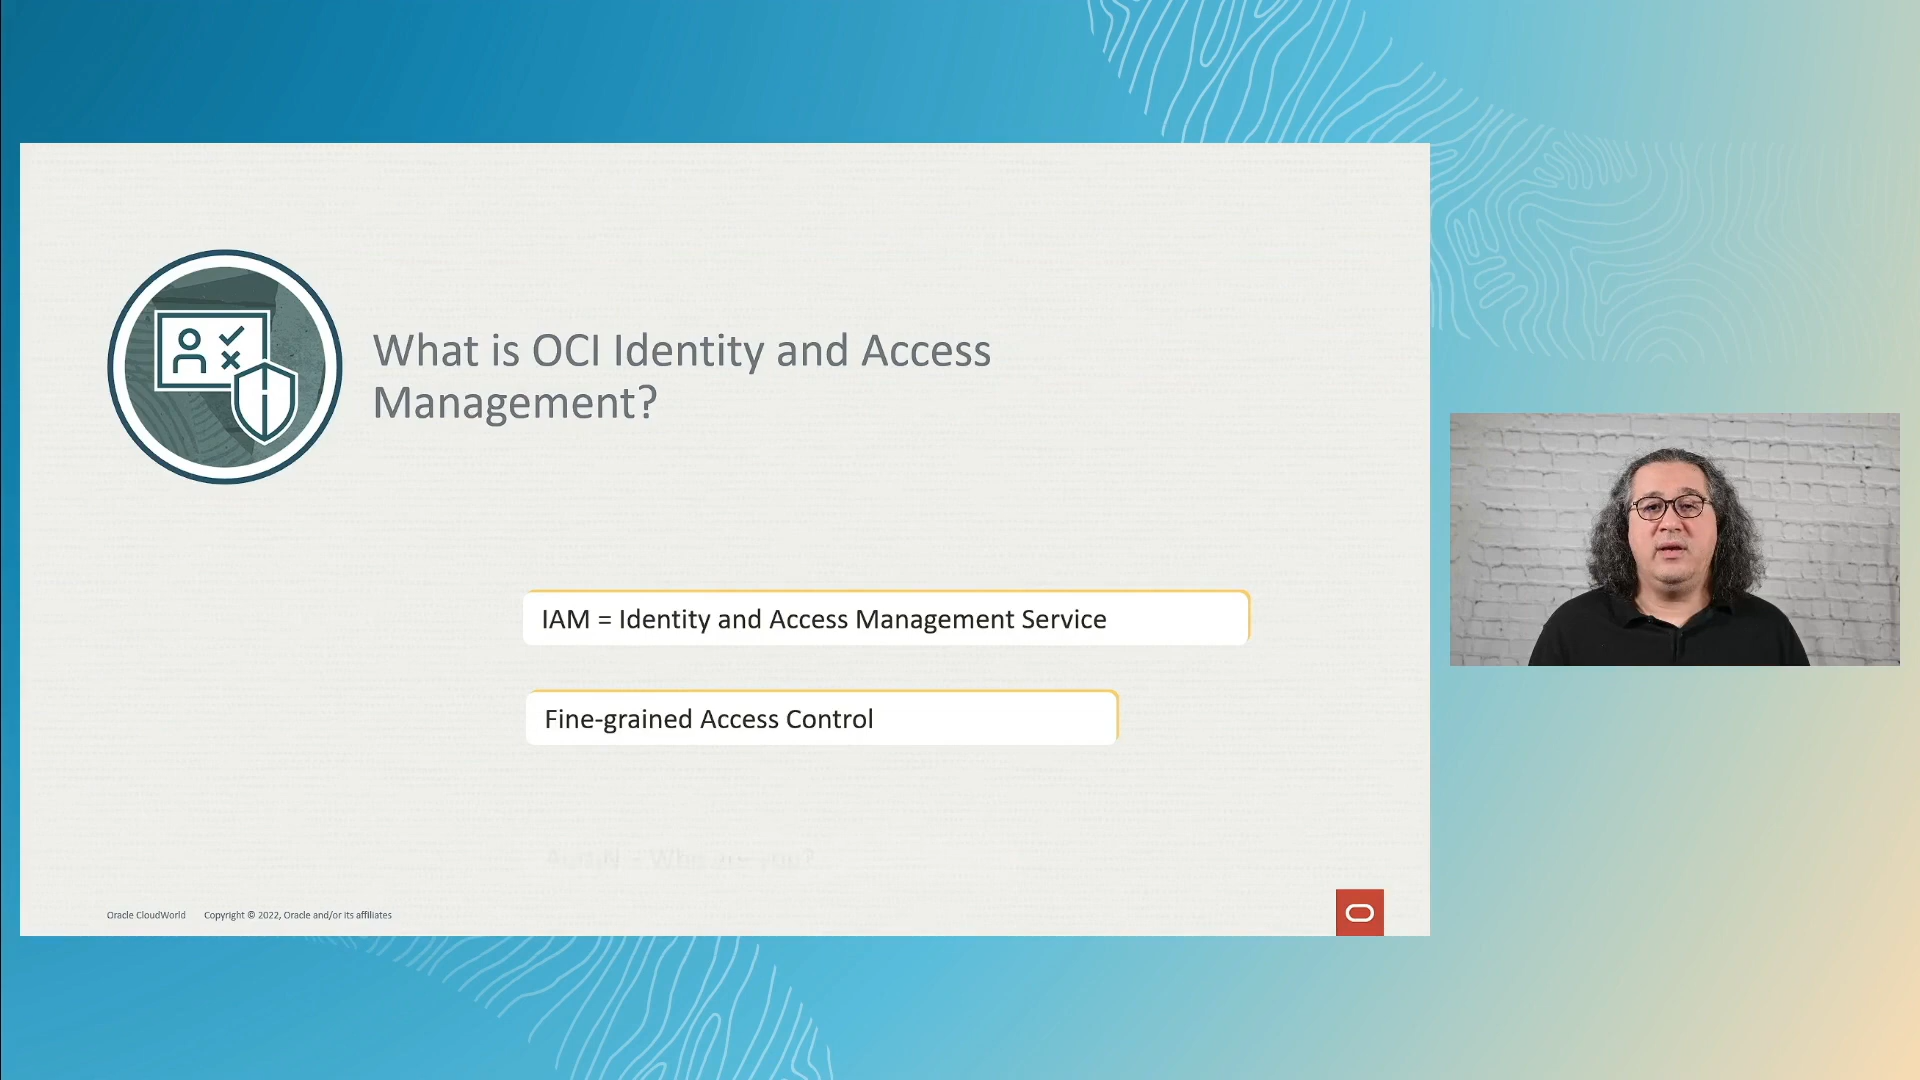 What is OCI Identity and Access
Management?
IAM = Identity and Access Management Service
Fine-grained Access Control
Oracle CloudWorld Copyright © 2022, Oracle and/or its affiliates